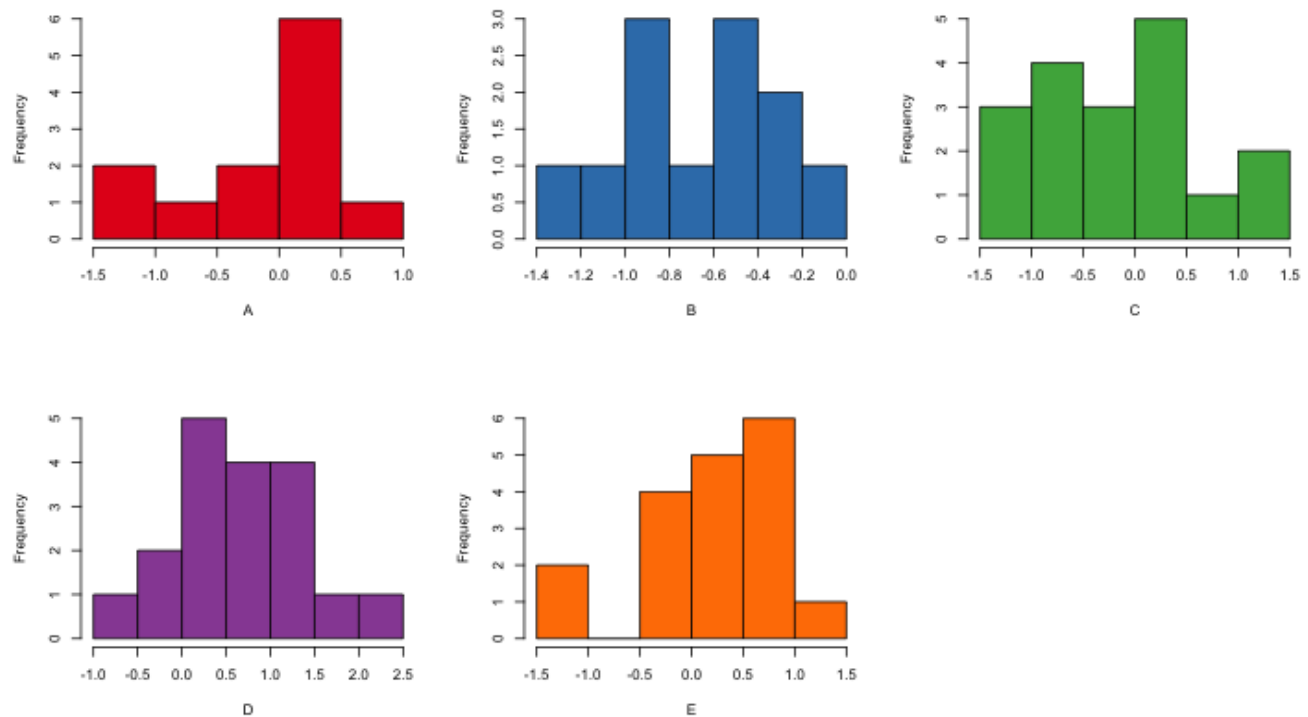 Frequency
0 1 2 3 4 5 6
-1.5 -1.0 -0.5 0.0 0.5 1.0
A
Frequency
0.0 0.5 1.0 1.5 2.0 2.5 3.0
-1.4 -1.2 -1.0 -0.8 -0.6 -0.4 -0.2 0.0
B
Frequency
0 1 2 3 4 5
-1.5 -1.0 -0.5 0.0 0.5 1.0 1.5
C
Frequency
0 1 2 3 4 5
-1.0 -0.5 0.0 0.5 1.0 1.5 2.0 2.5
D
Frequency
0 1 2 3 4 5 6
-1.5 -1.0 -0.5 0.0 0.5 1.0 1.5
E